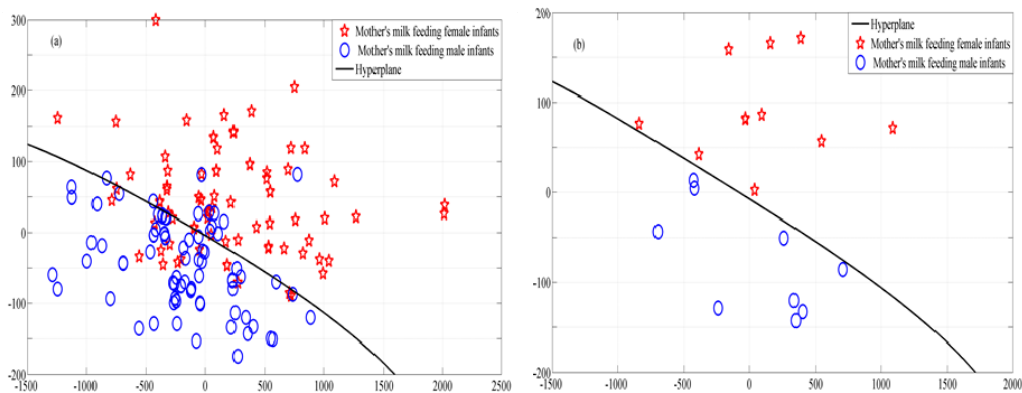 (a)
Mother's milk feeding female infants
Mother's milk feeding male infants
Hyperplane
300
200
100
0
-100
-200
-1500 -1000 -500 0 500 1000 1500 2000 2500
(b)
Hyperplane
Mother's milk feeding female infants
Mother's milk feeding male infants
200
100
0
-100
-200
-1500 -1000 -500 0 500 1000 1500 2000